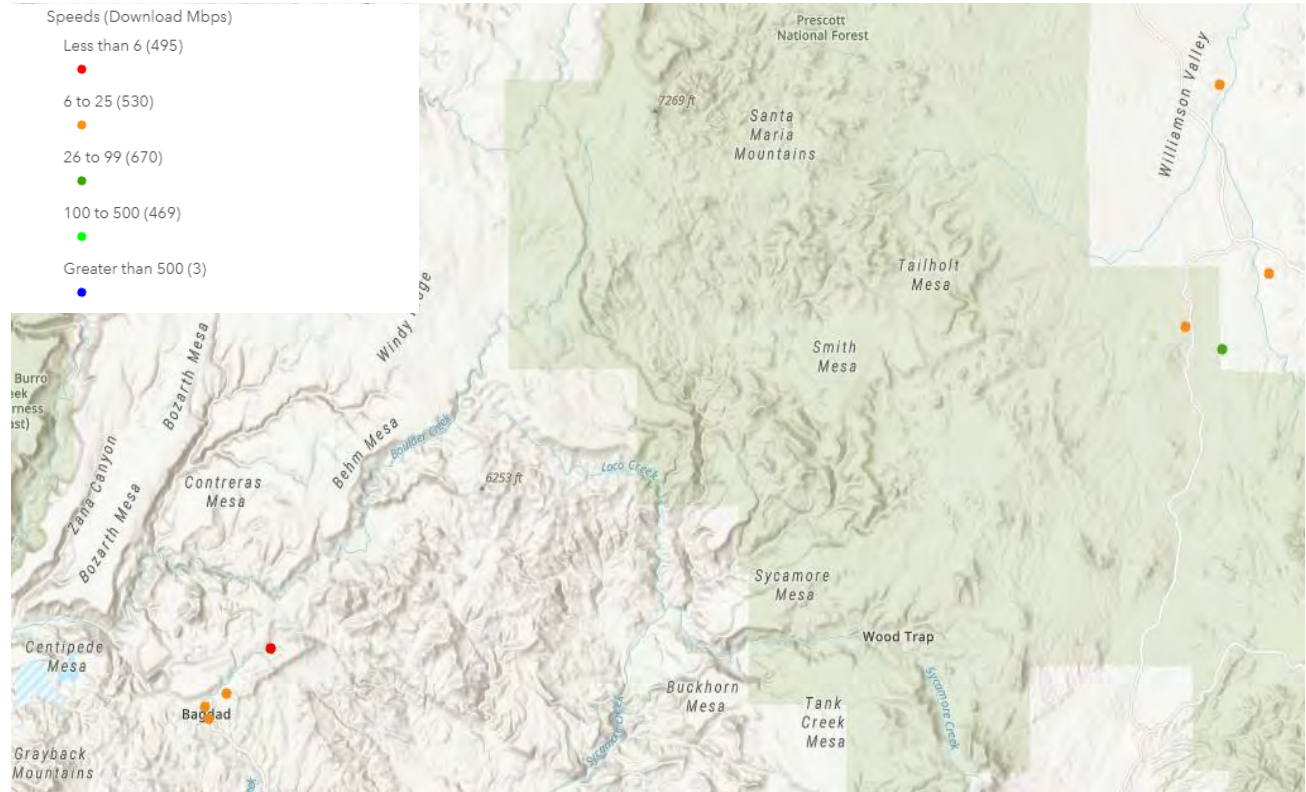 Speeds (Download Mbps)
Less than 6 (495)
6 to 25 (530)
26 to 99 (670)
100 to 500 (469)
Greater than 500 (3)
Prescott
National Forest
7269 ft
Santa
Maria
Mountains
Williamson Valley
Tailholt
Mesa
Smith
Mesa
Windy
Bozarth Mesa
Burro
Zana Canyon
Bozarth Mesa
Contreras
Mesa
Behm Mesa
Boulder Creek
6253 ft
Loco Creek
Sycamore
Mesa
Wood Trap
Centipede
Mesa
Bagdad
Buckhorn
Mesa
Tank
Creek
Mesa
Sycamore Creek
Sycamore Creek
Grayback
Mountains